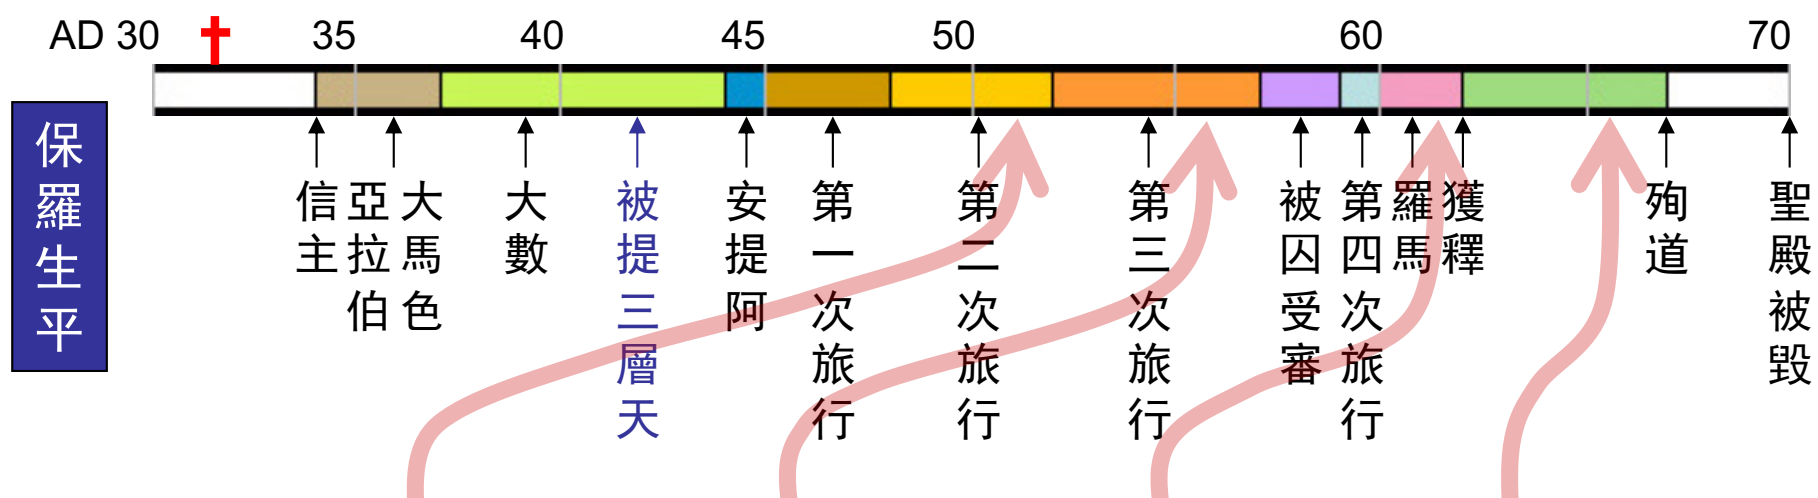 AD 30 35 40 45 50 60 70
保羅生平
信主
亞拉伯
大馬色
大數
被提三層天
安提阿
第一次旅行
第二次旅行
第三次旅行
被囚受審
第四次旅行
羅馬
獲釋
殉道
聖殿被毀